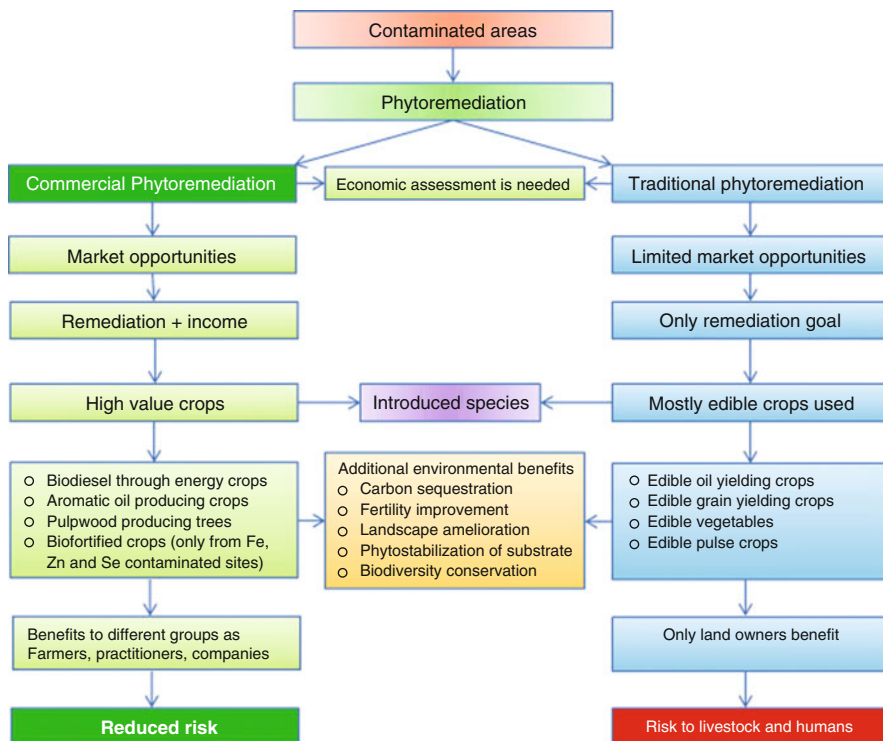 Contaminated areas
Phytoremediation
Commercial Phytoremediation
Economic assessment is needed
Traditional phytoremediation
Market opportunities
Limited market opportunities
Remediation + income
Only remediation goal
High value crops
Introduced species
Mostly edible crops used
Biodiesel through energy crops
Aromatic oil producing crops
Pulpwood producing trees
Biofortified crops (only from Fe,
Zn and Se contaminated sites)
Additional environmental benefits
Carbon sequestration
Fertility improvement
Landscape amelioration
Phytostabilization of substrate
Biodiversity conservation
Edible oil yielding crops
Edible grain yielding crops
Edible vegetables
Edible pulse crops
Benefits to different groups as
Farmers, practitioners, companies
Only land owners benefit
Reduced risk
Risk to livestock and humans